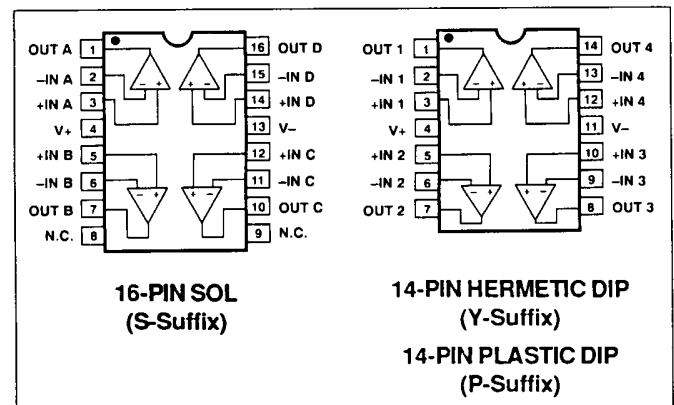 OUT A 1 16 OUT D
–IN A 2 15 –IN D
+IN A 3 14 +IN D
V+ 4 13 V–
+IN B 5 12 +IN C
–IN B 6 11 –IN C
OUT B 7 10 OUT C
N.C. 8 9 N.C.
– + + –
+ – + –
16-PIN SOL
(S-Suffix)
OUT 1 1 14 OUT 4
–IN 1 2 13 –IN 4
+IN 1 3 12 +IN 4
V+ 4 11 V–
+IN 2 5 10 +IN 3
–IN 2 6 9 –IN 3
OUT 2 7 8 OUT 3
– + + –
– + + –
14-PIN HERMETIC DIP
(Y-Suffix)
14-PIN PLASTIC DIP
(P-Suffix)